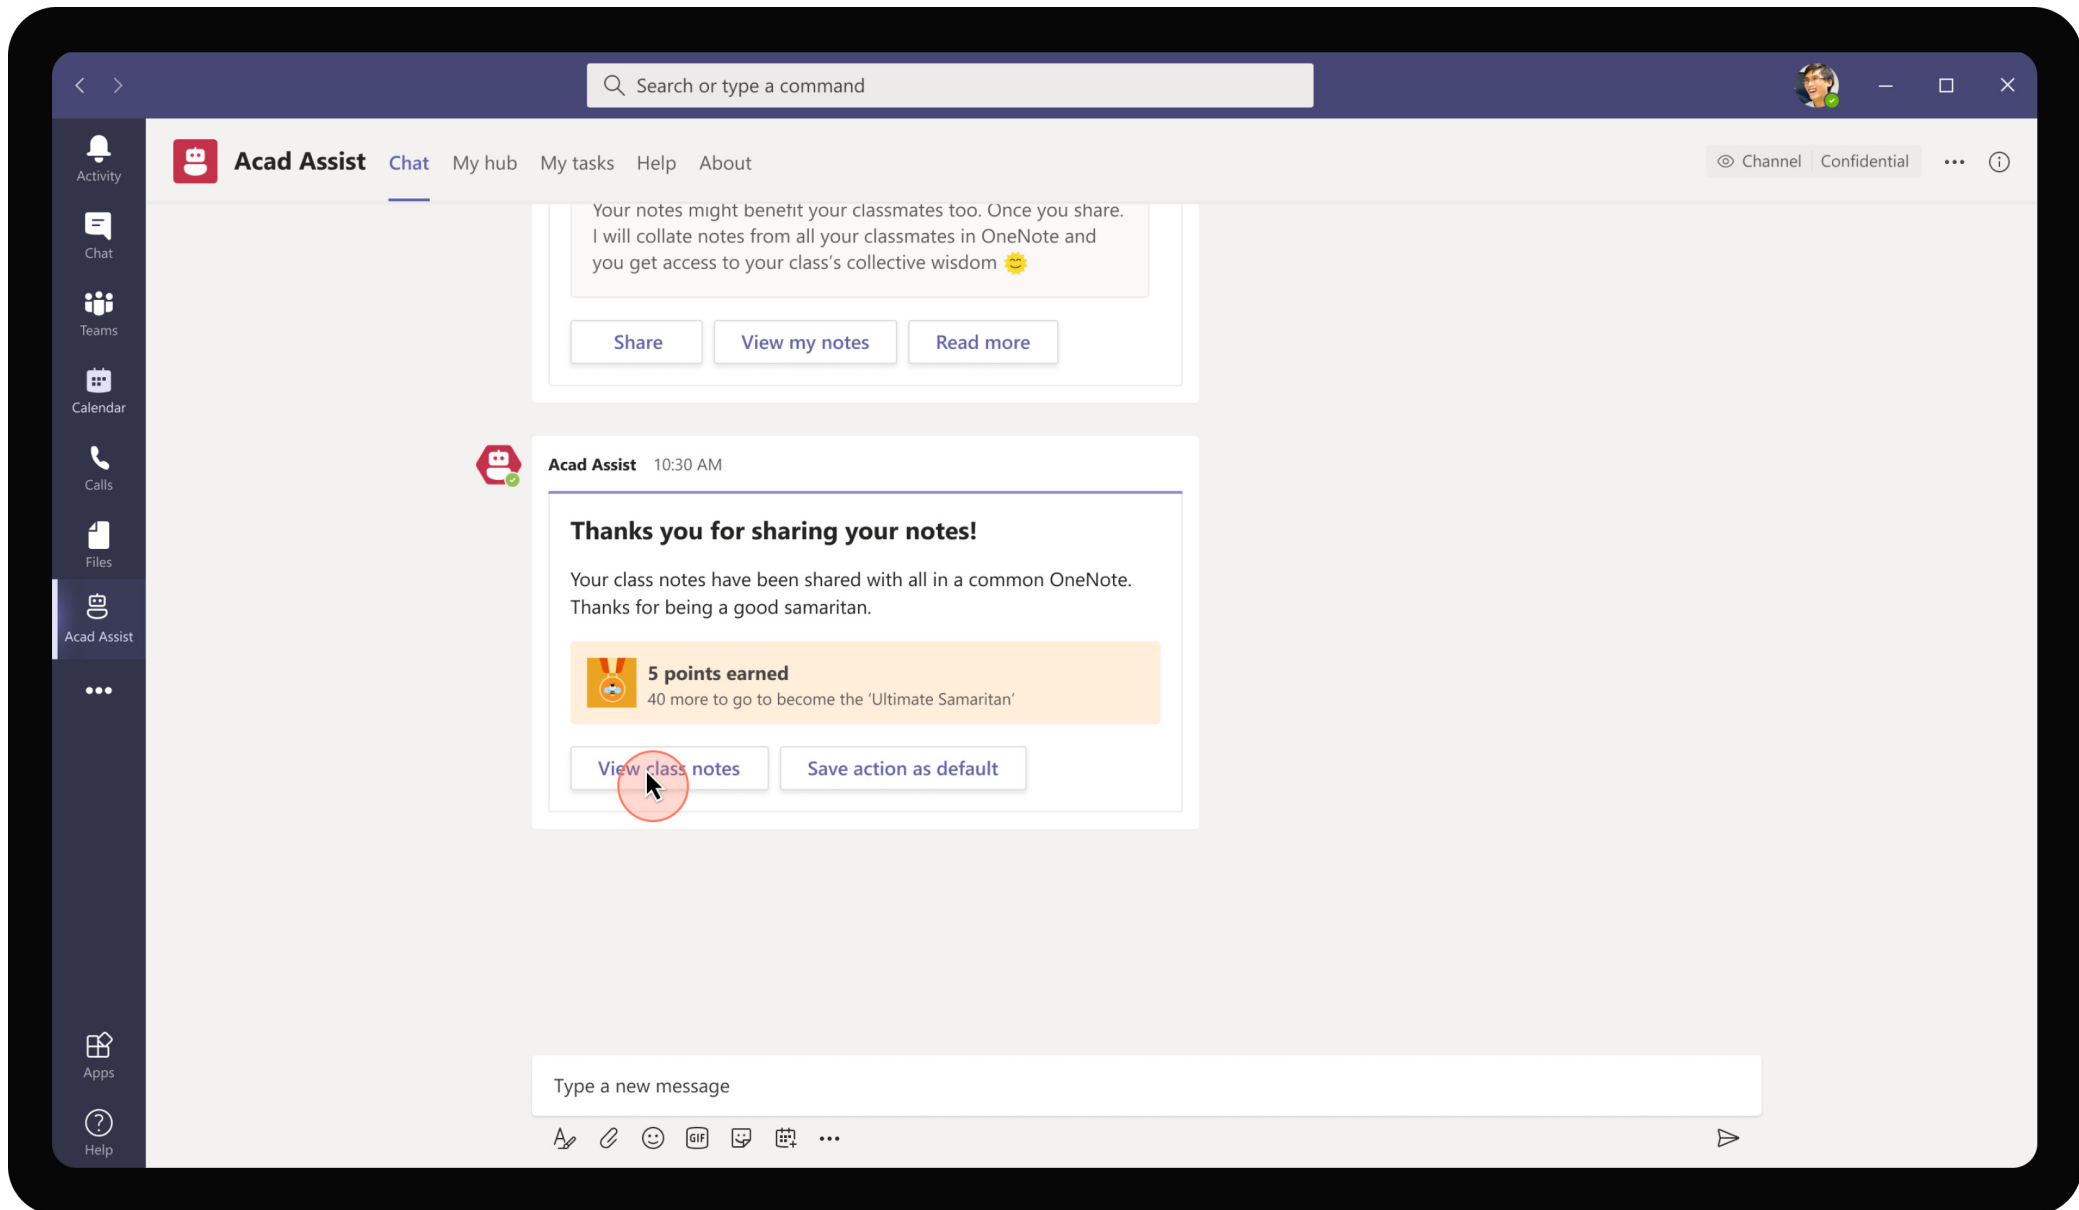 Search or type a command
Activity
Chat
Teams
Calendar
Calls
Files
Acad Assist
Apps
Help
Acad Assist Chat My hub My tasks Help About
Channel Confidential
Your notes might benefit your classmates too. Once you share.
I will collate notes from all your classmates in OneNote and
you get access to your class’s collective wisdom
Share View my notes Read more
Acad Assist 10:30 AM
Thanks you for sharing your notes!
Your class notes have been shared with all in a common OneNote.
Thanks for being a good samaritan.
5 points earned
40 more to go to become the ‘Ultimate Samaritan’
View class notes Save action as default
Type a new message
GIF